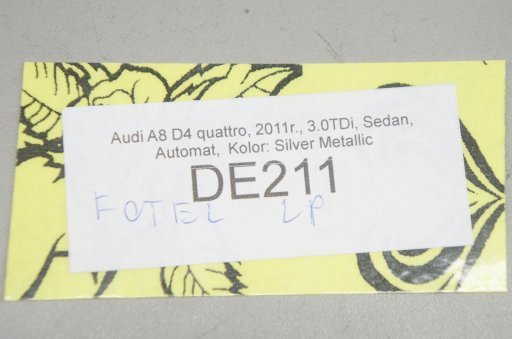 Audi A8 D4 quattro, 2011r., 3.0TDi, Sedan,
Automat, Kolor: Silver Metallic
DE211
FOTEL LP